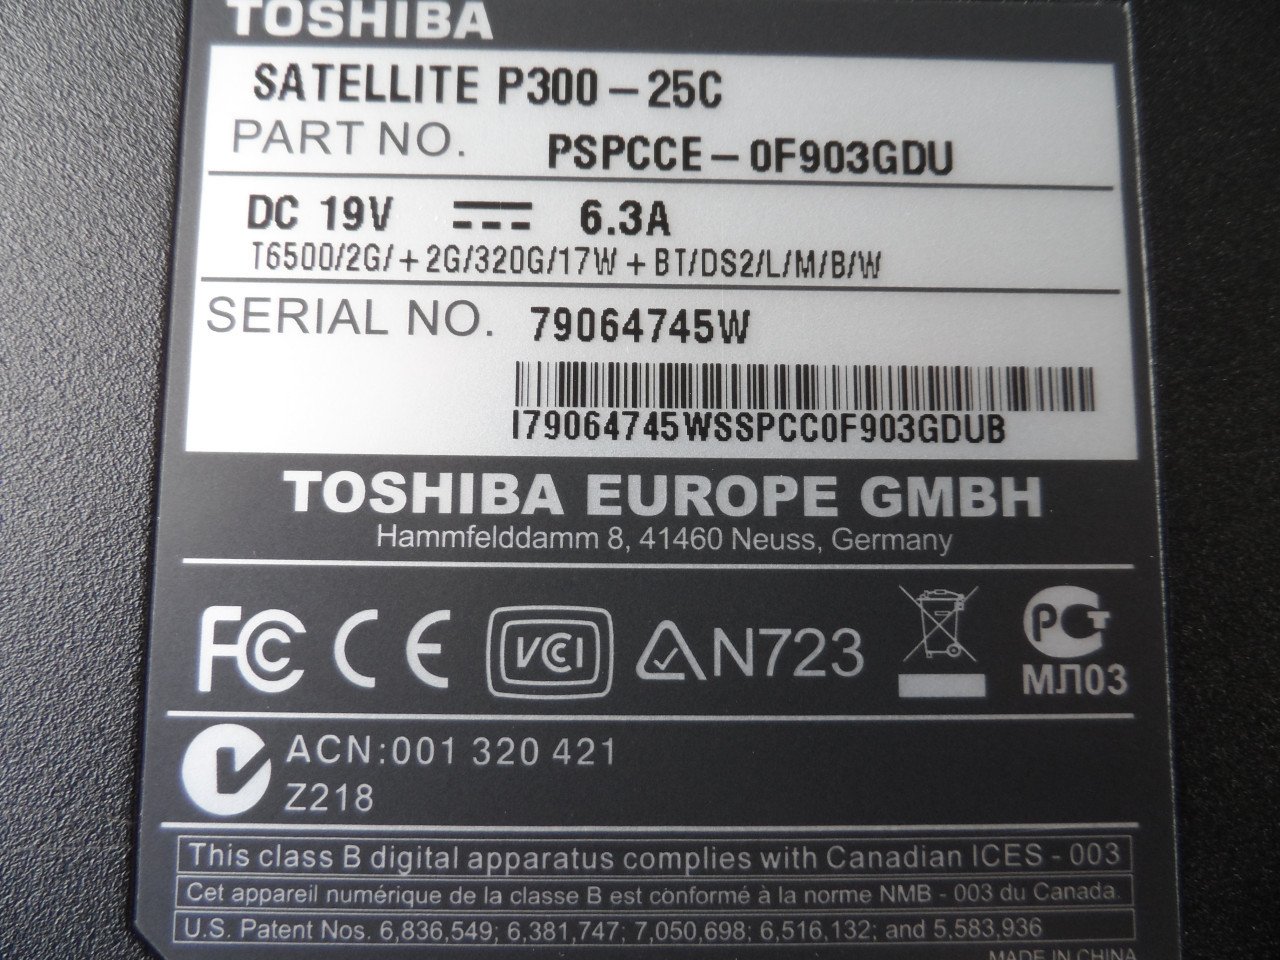 TOSHIBA
SATELLITE P300-25C
PART NO. PSPCCE-0F903GDU
DC 19V 6.3A
T6500/2G/+2G/320G/17W+BT/DS2/L/M/B/W
SERIAL NO. 79064745W
I79064745WSSPCC0F903GDUB
TOSHIBA EUROPE GMBH
Hammfelddamm 8, 41460 Neuss, Germany
FC CE VCCI N723 PCT
МЛ03
ACN:001 320 421
Z218
This class B digital apparatus complies with Canadian ICES - 003
Cet appareil numérique de la classe B est conformé à la norme NMB - 003 du Canada.
U.S. Patent Nos. 6,836,549; 6,381,747; 7,050,698; 6,516,132; and 5,583,936
MADE IN CHINA